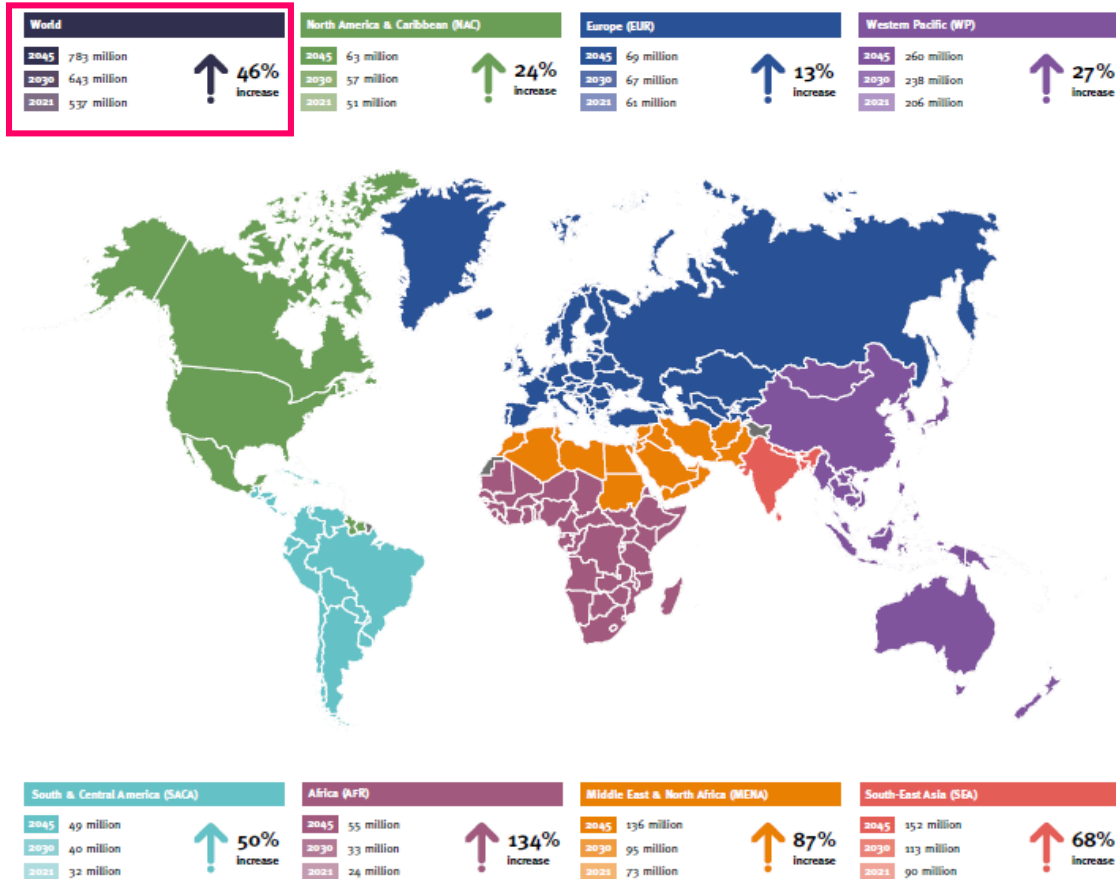 World
2045 783 million
2030 643 million
2021 537 million
46%
increase
North America & Caribbean (NAC)
2045 63 million
2030 57 million
2021 51 million
24%
increase
Europe (EUR)
2045 69 million
2030 67 million
2021 61 million
13%
increase
Western Pacific (WP)
2045 260 million
2030 238 million
2021 206 million
27%
increase
South & Central America (SACA)
2045 49 million
2030 40 million
2021 32 million
50%
increase
Africa (AFR)
2045 55 million
2030 33 million
2021 24 million
134%
increase
Middle East & North Africa (MENA)
2045 136 million
2030 95 million
2021 73 million
87%
increase
South-East Asia (SEA)
2045 152 million
2030 113 million
2021 90 million
68%
increase